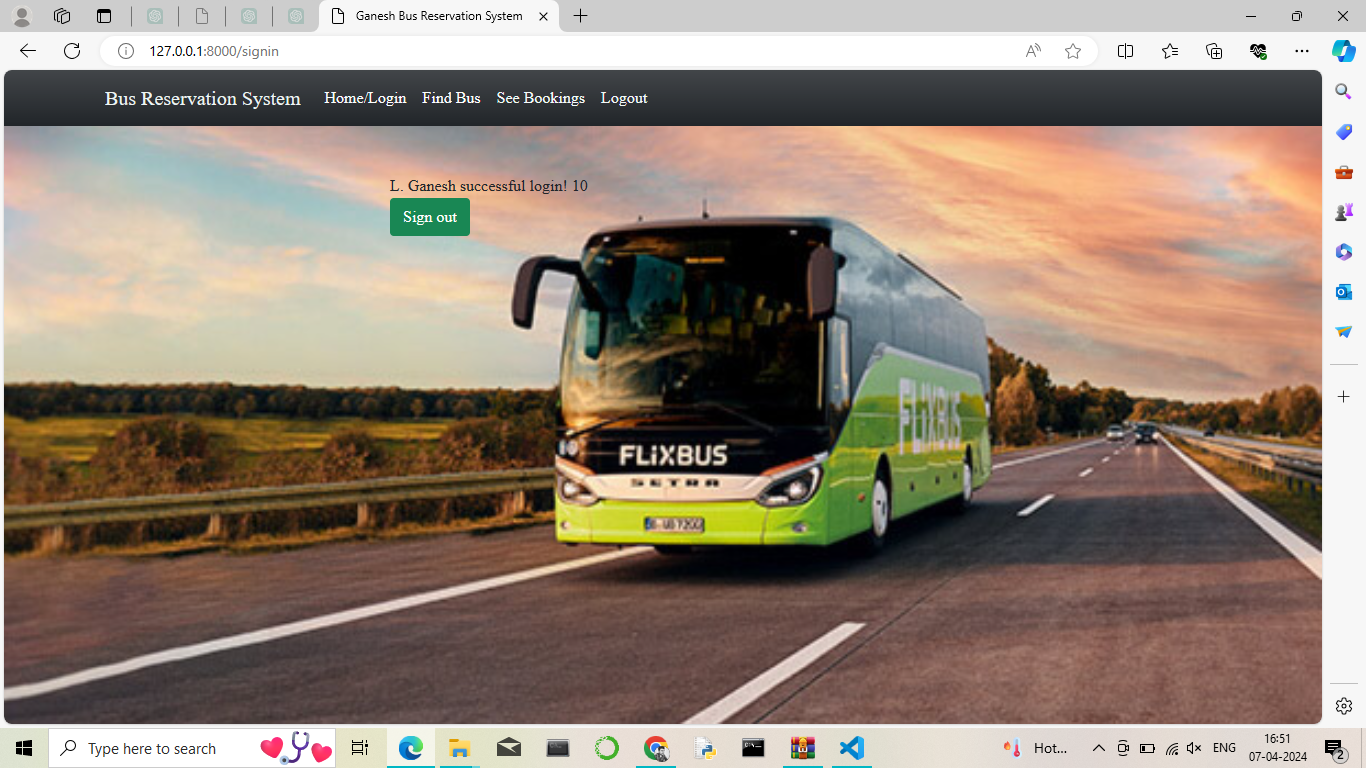 Ganesh Bus Reservation System
127.0.0.1:8000/signin
Bus Reservation System Home/Login Find Bus See Bookings Logout
L. Ganesh successful login! 10
Sign out
FLiXBUS
FLiXBUS
SETRA
Type here to search
Hot...
ENG
16:51
07-04-2024
2